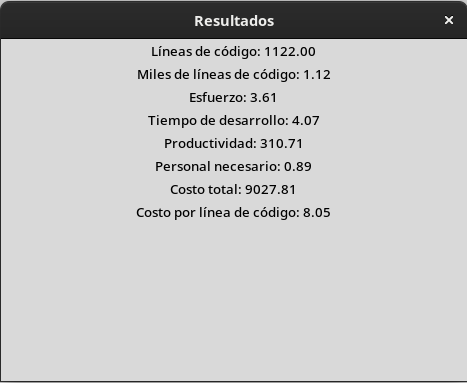 Resultados
Líneas de código: 1122.00
Miles de líneas de código: 1.12
Esfuerzo: 3.61
Tiempo de desarrollo: 4.07
Productividad: 310.71
Personal necesario: 0.89
Costo total: 9027.81
Costo por línea de código: 8.05